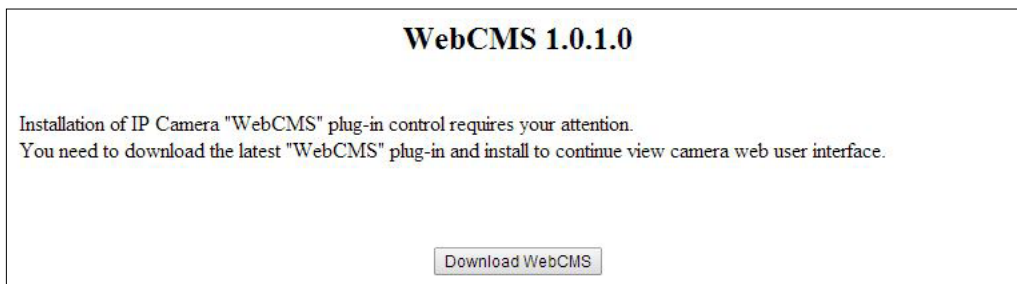 WebCMS 1.0.1.0
Installation of IP Camera "WebCMS" plug-in control requires your attention.
You need to download the latest "WebCMS" plug-in and install to continue view camera web user interface.
Download WebCMS